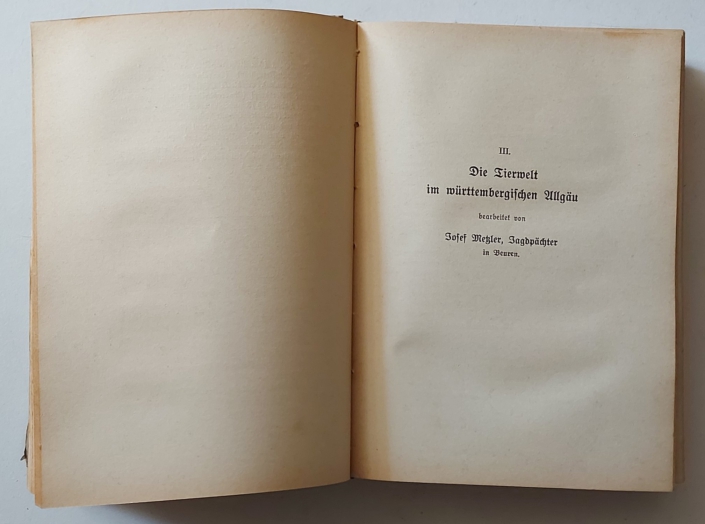 III.
Die Tierwelt
im württembergischen Allgäu
bearbeitet von
Josef Metzler, Jagdpächter
in Beuren.